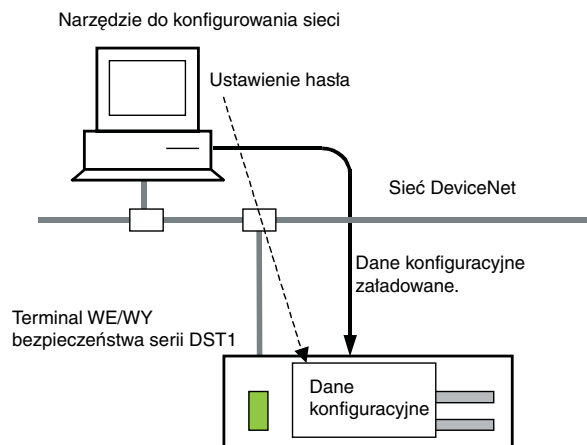 Narzędzie do konfigurowania sieci
Ustawienie hasła
Sieć DeviceNet
Dane konfiguracyjne
załadowane.
Terminal WE/WY
bezpieczeństwa serii DST1
Dane
konfiguracyjne